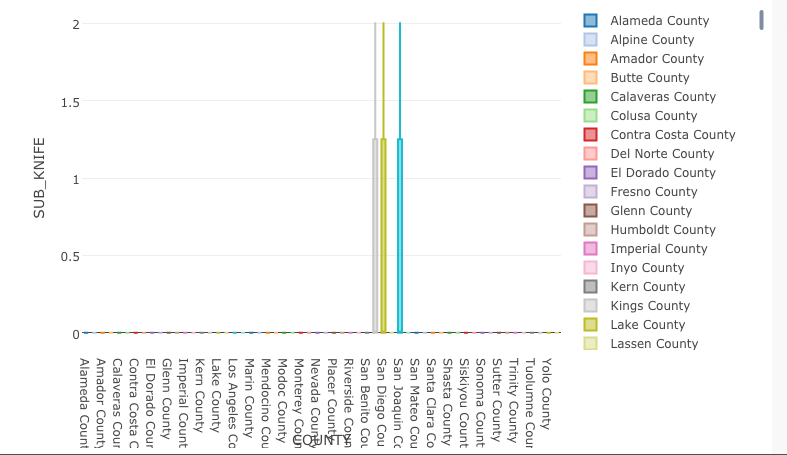 2
1.5
1
0.5
0
SUB_KNIFE
Alameda Count
Amador County
Calaveras Cour
Contra Costa C
El Dorado Cour
Glenn County
Imperial Count
Kern County
Lake County
Los Angeles Co
Marin County
Mendocino Cou
Modoc County
Monterey Coun
Nevada County
Placer County
Riverside Coun
San Benito Cou
San Diego Cou
San Joaquin Co
San Mateo Cou
Santa Clara Co
Shasta County
Siskiyou Count
Sonoma Count
Sutter County
Trinity County
Tuolumne Cour
Yolo County
COUNTY
Alameda County
Alpine County
Amador County
Butte County
Calaveras County
Colusa County
Contra Costa County
Del Norte County
El Dorado County
Fresno County
Glenn County
Humboldt County
Imperial County
Inyo County
Kern County
Kings County
Lake County
Lassen County